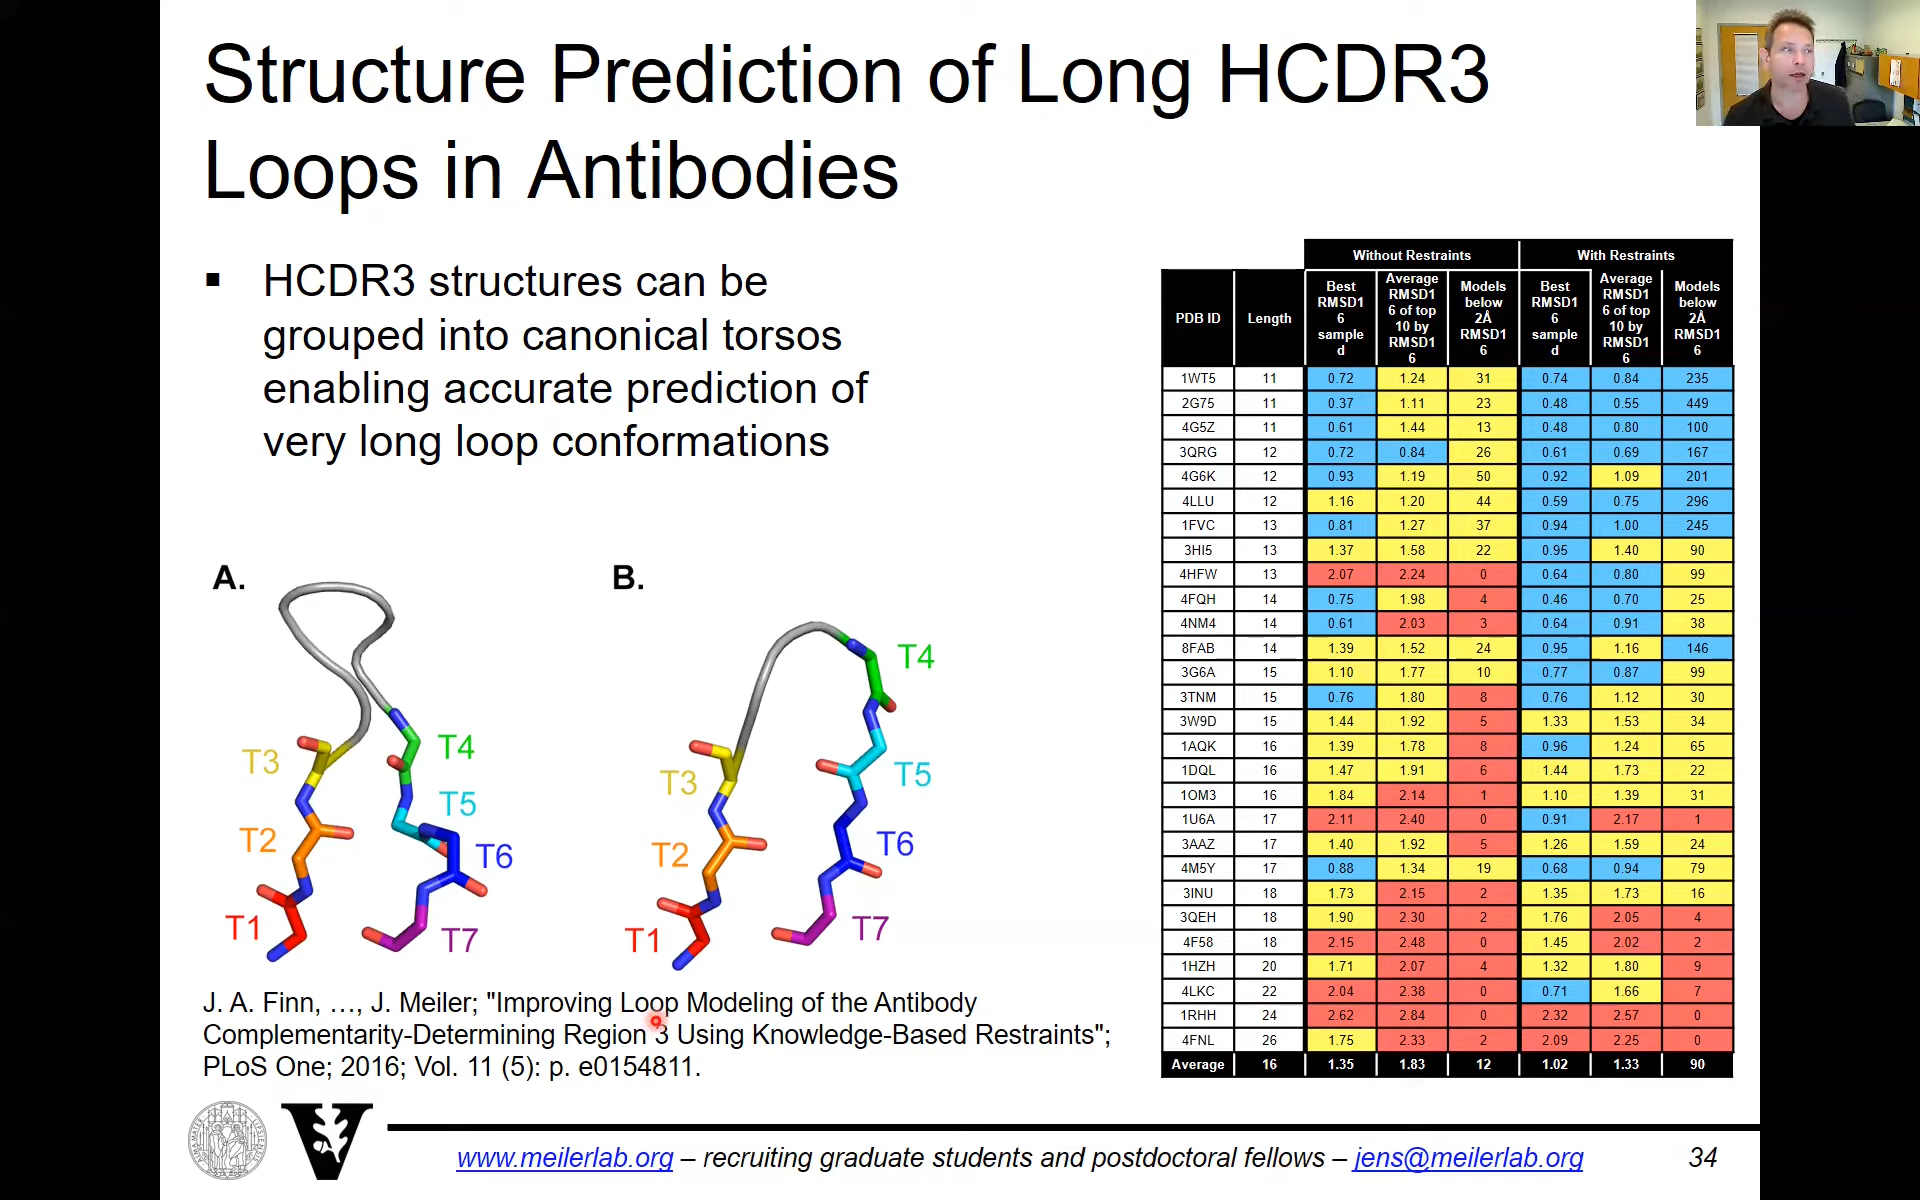 Structure Prediction of Long HCDR3
Loops in Antibodies
▪ HCDR3 structures can be
grouped into canonical torsos
enabling accurate prediction of
very long loop conformations
A.
T3
T4
T5
T2
T6
T1
T7
B.
T4
T3
T5
T2
T6
T1
T7
Without Restraints With Restraints
PDB ID Length Best RMSD1 6 sample d Average RMSD1 6 of top 10 by RMSD1 6 Models below 2Å RMSD1 6 Best RMSD1 6 sample d Average RMSD1 6 of top 10 by RMSD1 6 Models below 2Å RMSD1 6
1WT5 11 0.72 1.24 31 0.74 0.84 235
2G75 11 0.37 1.11 23 0.48 0.55 449
4G5Z 11 0.61 1.44 13 0.48 0.80 100
3QRG 12 0.72 0.84 26 0.61 0.69 167
4G6K 12 0.93 1.19 50 0.92 1.09 201
4LLU 12 1.16 1.20 44 0.59 0.75 296
1FVC 13 0.81 1.27 37 0.94 1.00 245
3HI5 13 1.37 1.58 22 0.95 1.40 90
4HFW 13 2.07 2.24 0 0.64 0.80 99
4FQH 14 0.75 1.98 4 0.46 0.70 25
4NM4 14 0.61 2.03 3 0.64 0.91 38
8FAB 14 1.39 1.52 24 0.95 1.16 146
3G6A 15 1.10 1.77 10 0.77 0.87 99
3TNM 15 0.76 1.80 8 0.76 1.12 30
3W9D 15 1.44 1.92 5 1.33 1.53 34
1AQK 16 1.39 1.78 8 0.96 1.24 65
1DQL 16 1.47 1.91 6 1.44 1.73 22
1OM3 16 1.84 2.14 1 1.10 1.39 31
1U6A 17 2.11 2.40 0 0.91 2.17 1
3AAZ 17 1.40 1.92 5 1.26 1.59 24
4M5Y 17 0.88 1.34 19 0.68 0.94 79
3INU 18 1.73 2.15 2 1.35 1.73 16
3QEH 18 1.90 2.30 2 1.76 2.05 4
4F58 18 2.15 2.48 0 1.45 2.02 2
1HZH 20 1.71 2.07 4 1.32 1.80 9
4LKC 22 2.04 2.38 0 0.71 1.66 7
1RHH 24 2.62 2.84 0 2.32 2.57 0
4FNL 26 1.75 2.33 2 2.09 2.25 0
Average 16 1.35 1.83 12 1.02 1.33 90
J. A. Finn, …, J. Meiler; "Improving Loop Modeling of the Antibody
Complementarity-Determining Region 3 Using Knowledge-Based Restraints";
PLoS One; 2016; Vol. 11 (5): p. e0154811.
www.meilerlab.org – recruiting graduate students and postdoctoral fellows – jens@meilerlab.org 34